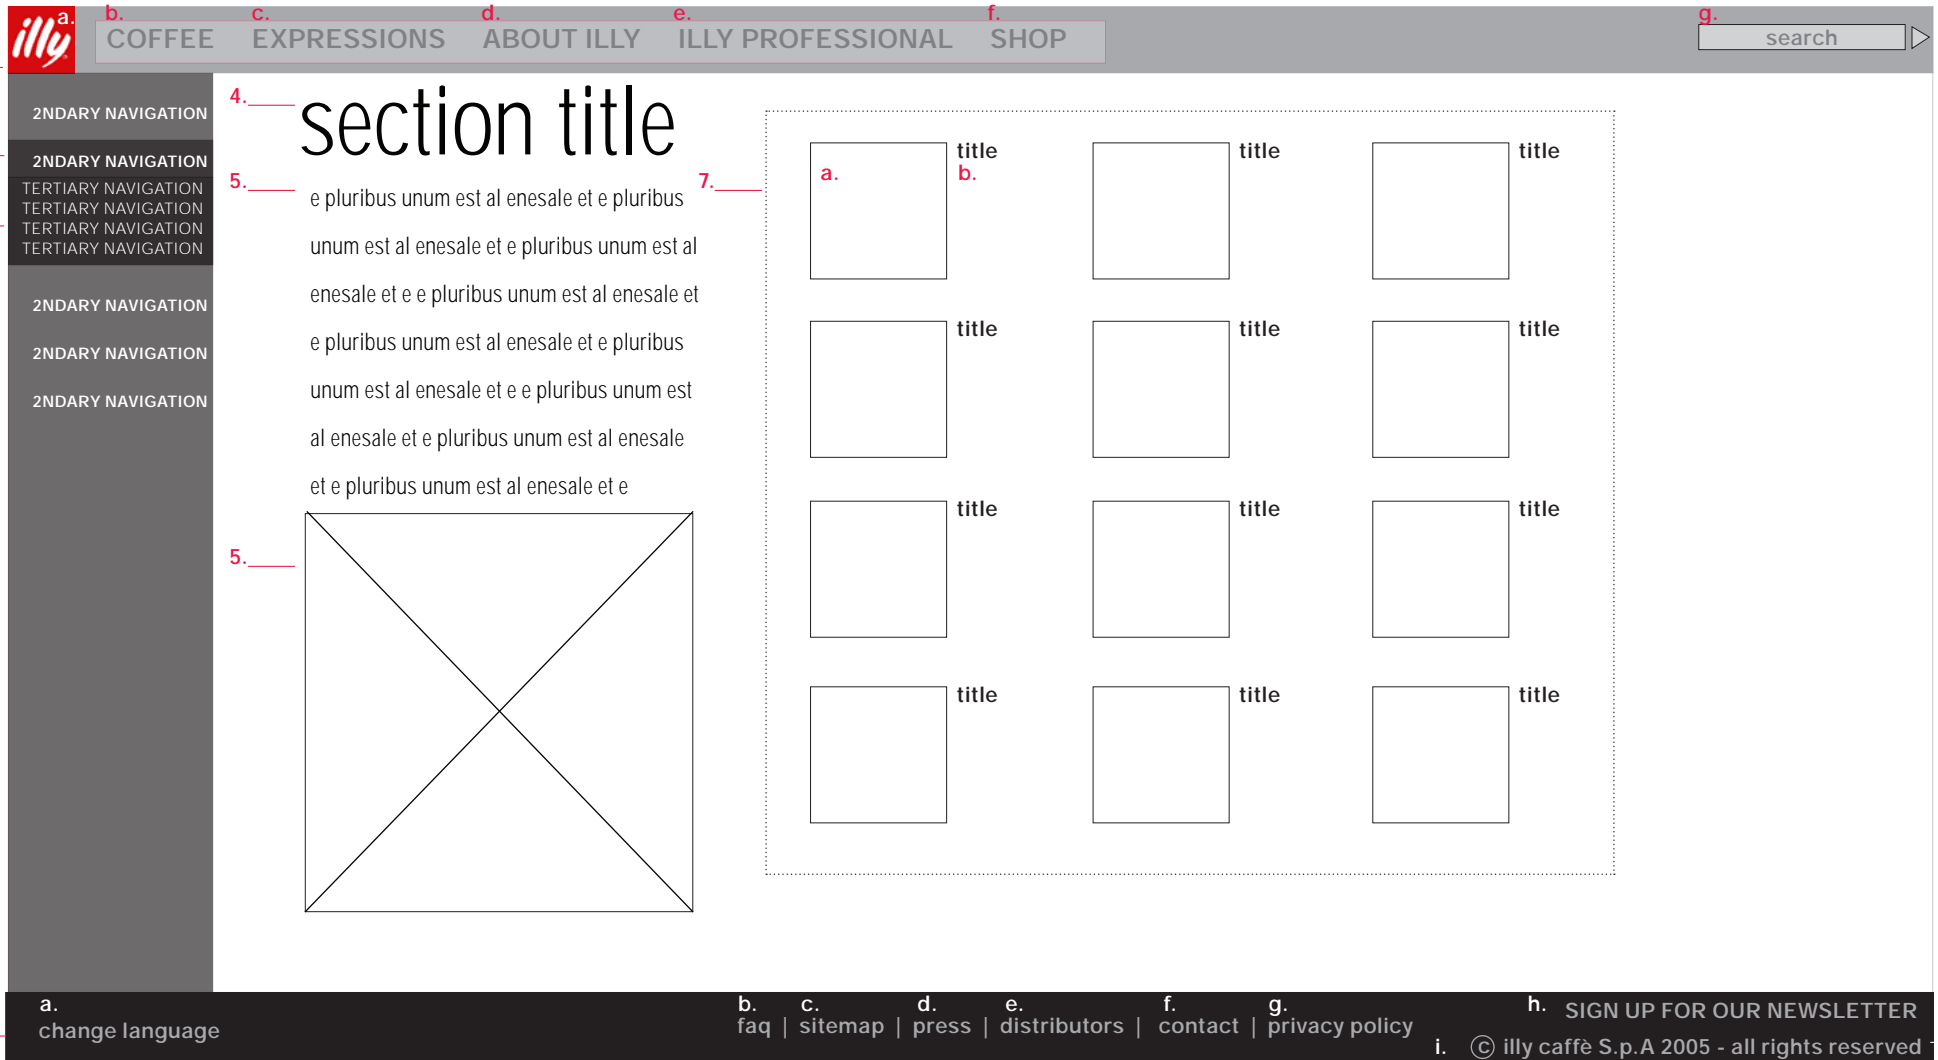 illy a.
b. c. d. e. f. g.
COFFEE EXPRESSIONS ABOUT ILLY ILLY PROFESSIONAL SHOP search
2NDARY NAVIGATION
2NDARY NAVIGATION
TERTIARY NAVIGATION
TERTIARY NAVIGATION
TERTIARY NAVIGATION
TERTIARY NAVIGATION
2NDARY NAVIGATION
2NDARY NAVIGATION
2NDARY NAVIGATION
4. section title
5.
e pluribus unum est al enesale et e pluribus
unum est al enesale et e pluribus unum est al
enesale et e e pluribus unum est al enesale et
e pluribus unum est al enesale et e pluribus
unum est al enesale et e e pluribus unum est
al enesale et e pluribus unum est al enesale
et e pluribus unum est al enesale et e
5.
7.
title title title
a. b.
title title title
title title title
title title title
a.
change language
b. c. d. e. f. g.
faq | sitemap | press | distributors | contact | privacy policy
h. SIGN UP FOR OUR NEWSLETTER
i. © illy caffè S.p.A 2005 - all rights reserved